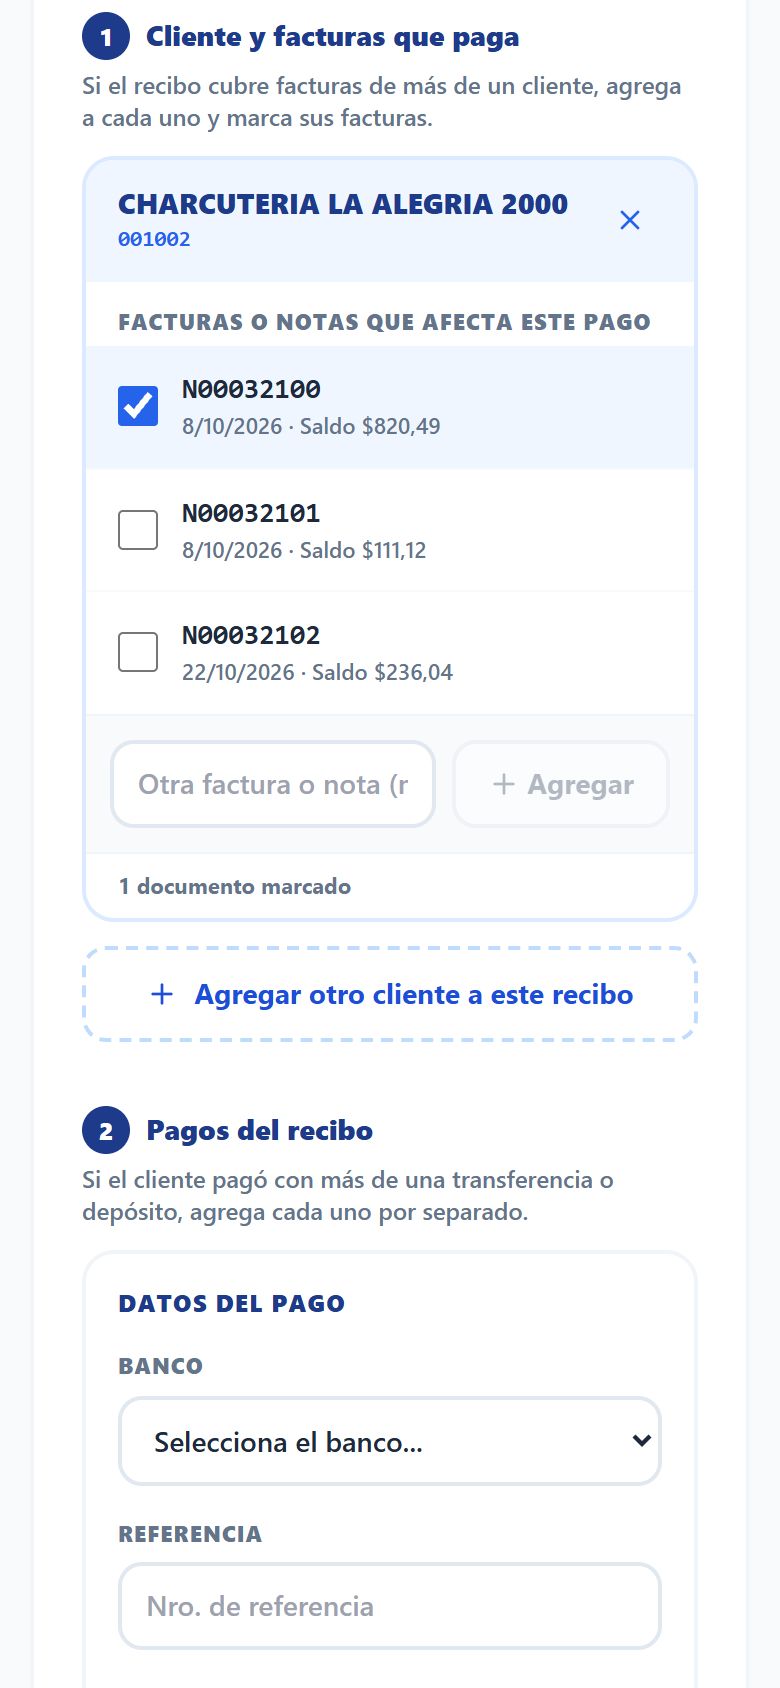 1 Cliente y facturas que paga
Si el recibo cubre facturas de más de un cliente, agrega
a cada uno y marca sus facturas.
CHARCUTERIA LA ALEGRIA 2000
001002
FACTURAS O NOTAS QUE AFECTA ESTE PAGO
N00032100
8/10/2026 · Saldo $820,49
N00032101
8/10/2026 · Saldo $111,12
N00032102
22/10/2026 · Saldo $236,04
Otra factura o nota (r
+ Agregar
1 documento marcado
+ Agregar otro cliente a este recibo
2 Pagos del recibo
Si el cliente pagó con más de una transferencia o
depósito, agrega cada uno por separado.
DATOS DEL PAGO
BANCO
Selecciona el banco...
REFERENCIA
Nro. de referencia